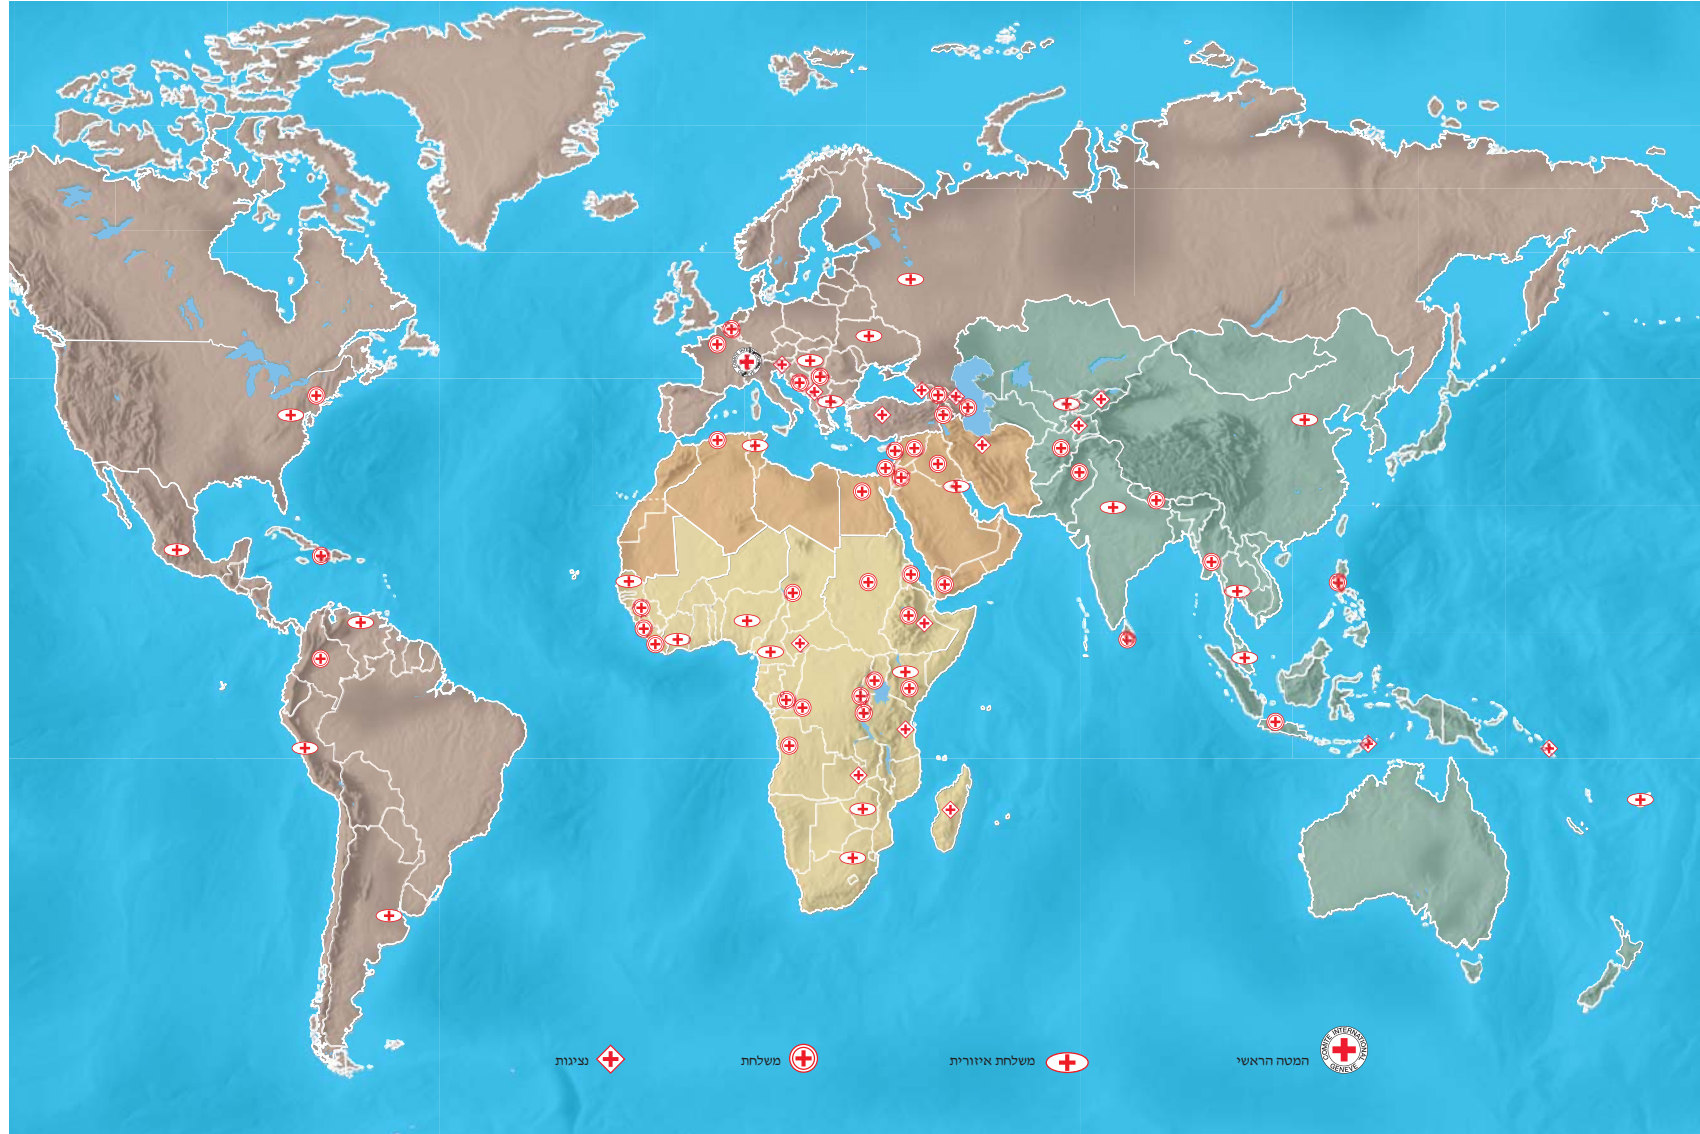 המטה הראשי
COMITE INTERNATIONAL
GENEVE
משלחת איזורית
משלחת
נציגות